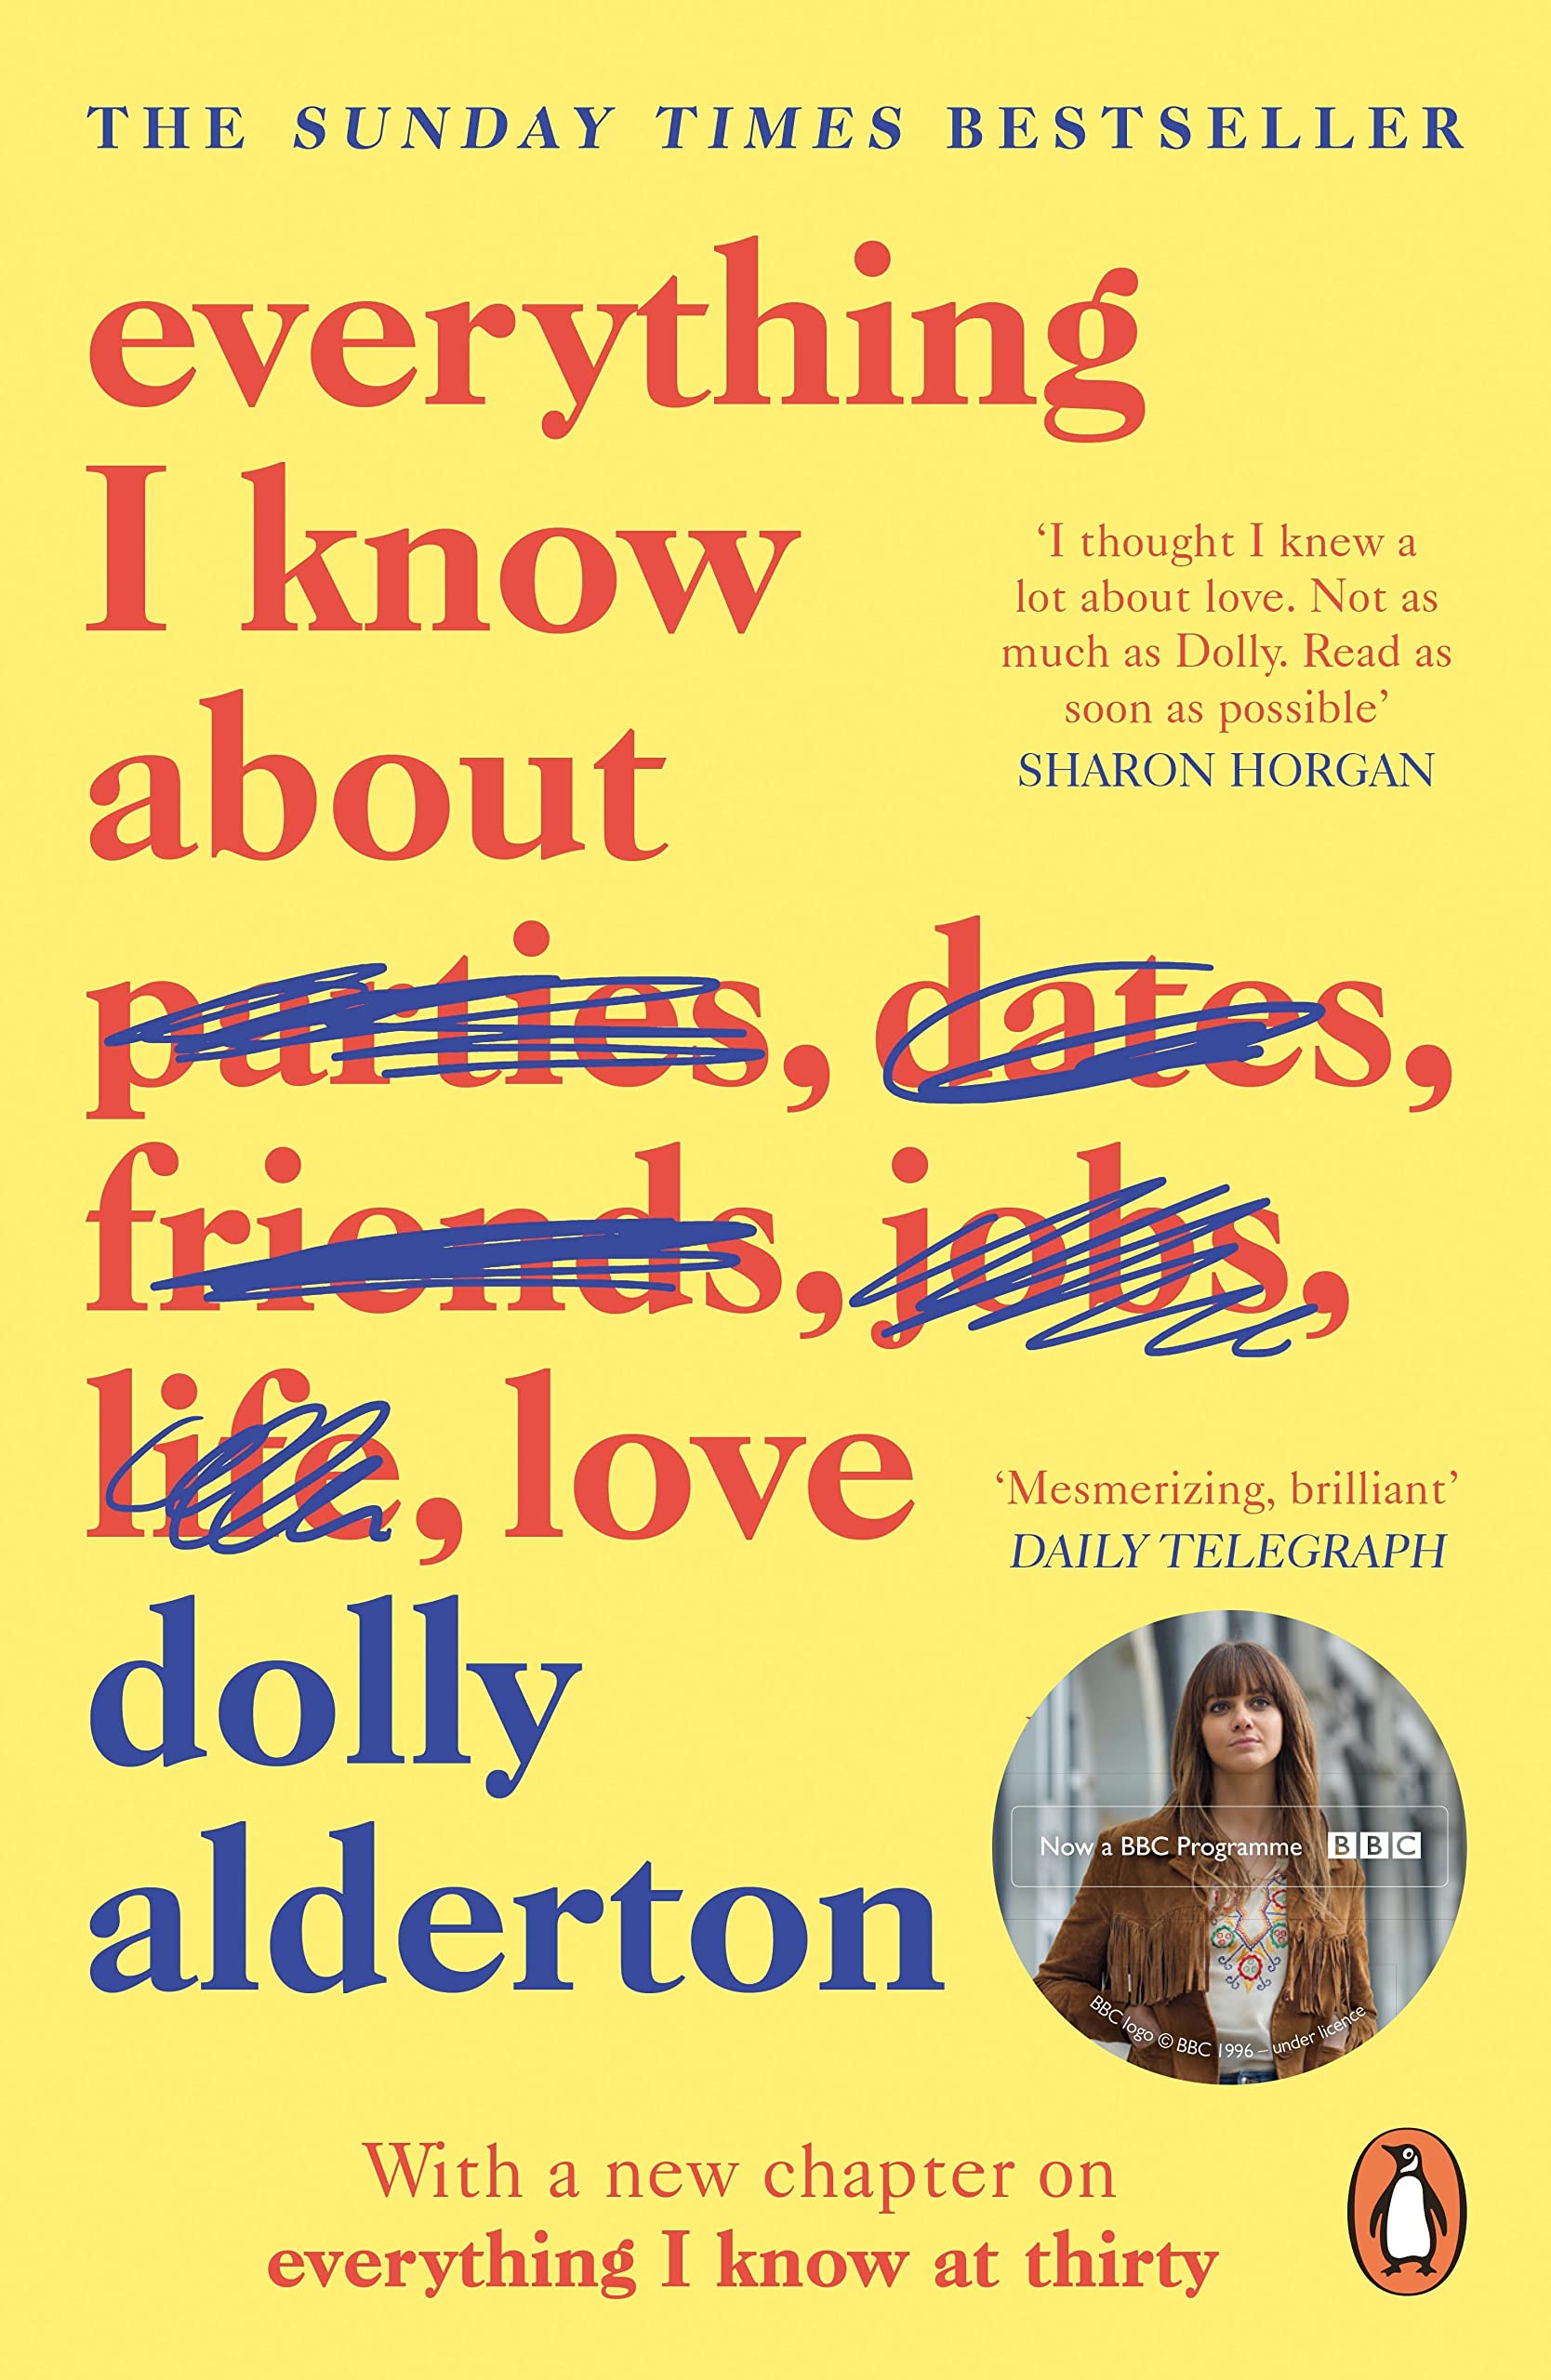 THE SUNDAY TIMES BESTSELLER
everything
I know
about
‘I thought I knew a
lot about love. Not as
much as Dolly. Read as
soon as possible’
SHARON HORGAN
parties, dates,
friends, jobs,
life, love
‘Mesmerizing, brilliant’
DAILY TELEGRAPH
dolly
alderton
Now a BBC Programme BBC
BBC logo © BBC 1996 – under licence
With a new chapter on
everything I know at thirty